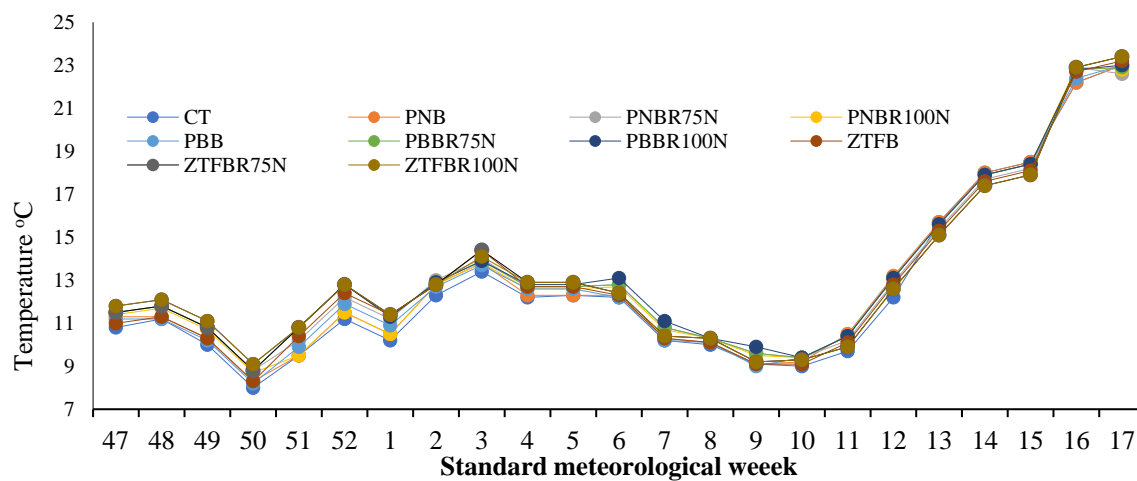 25
23
21
19
17
15
13
11
9
7
Temperature ºC
CT PNB PNBR75N PNBR100N
PBB PBBR75N PBBR100N ZTFB
ZTFBR75N ZTFBR100N
47 48 49 50 51 52 1 2 3 4 5 6 7 8 9 10 11 12 13 14 15 16 17
Standard meteorological weeek